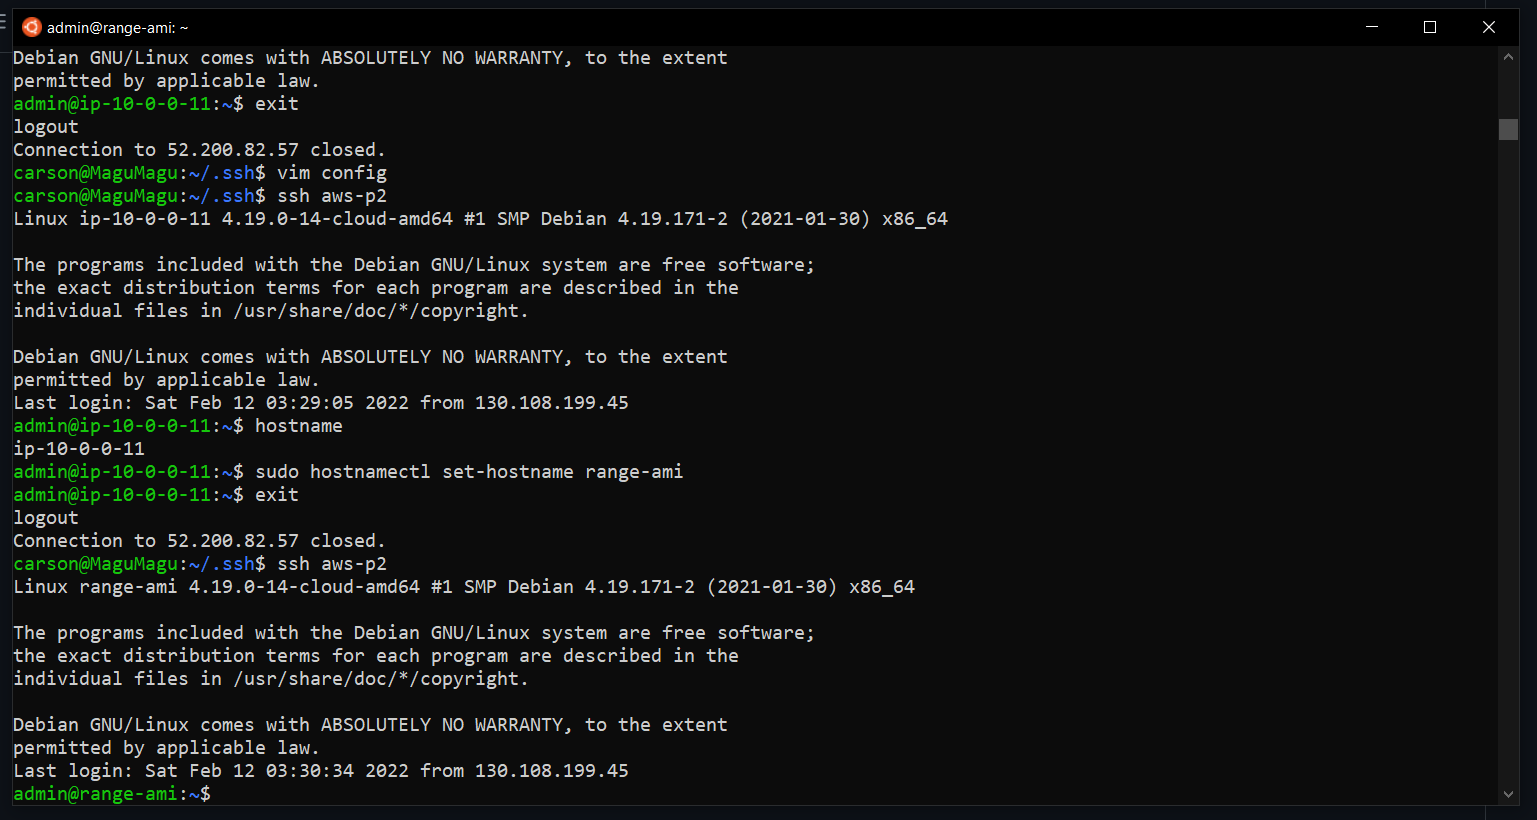 admin@range-ami: ~
Debian GNU/Linux comes with ABSOLUTELY NO WARRANTY, to the extent
permitted by applicable law.
admin@ip-10-0-0-11:~$ exit
logout
Connection to 52.200.82.57 closed.
carson@MaguMagu:~/.ssh$ vim config
carson@MaguMagu:~/.ssh$ ssh aws-p2
Linux ip-10-0-0-11 4.19.0-14-cloud-amd64 #1 SMP Debian 4.19.171-2 (2021-01-30) x86_64

The programs included with the Debian GNU/Linux system are free software;
the exact distribution terms for each program are described in the
individual files in /usr/share/doc/*/copyright.

Debian GNU/Linux comes with ABSOLUTELY NO WARRANTY, to the extent
permitted by applicable law.
Last login: Sat Feb 12 03:29:05 2022 from 130.108.199.45
admin@ip-10-0-0-11:~$ hostname
ip-10-0-0-11
admin@ip-10-0-0-11:~$ sudo hostnamectl set-hostname range-ami
admin@ip-10-0-0-11:~$ exit
logout
Connection to 52.200.82.57 closed.
carson@MaguMagu:~/.ssh$ ssh aws-p2
Linux range-ami 4.19.0-14-cloud-amd64 #1 SMP Debian 4.19.171-2 (2021-01-30) x86_64

The programs included with the Debian GNU/Linux system are free software;
the exact distribution terms for each program are described in the
individual files in /usr/share/doc/*/copyright.

Debian GNU/Linux comes with ABSOLUTELY NO WARRANTY, to the extent
permitted by applicable law.
Last login: Sat Feb 12 03:30:34 2022 from 130.108.199.45
admin@range-ami:~$